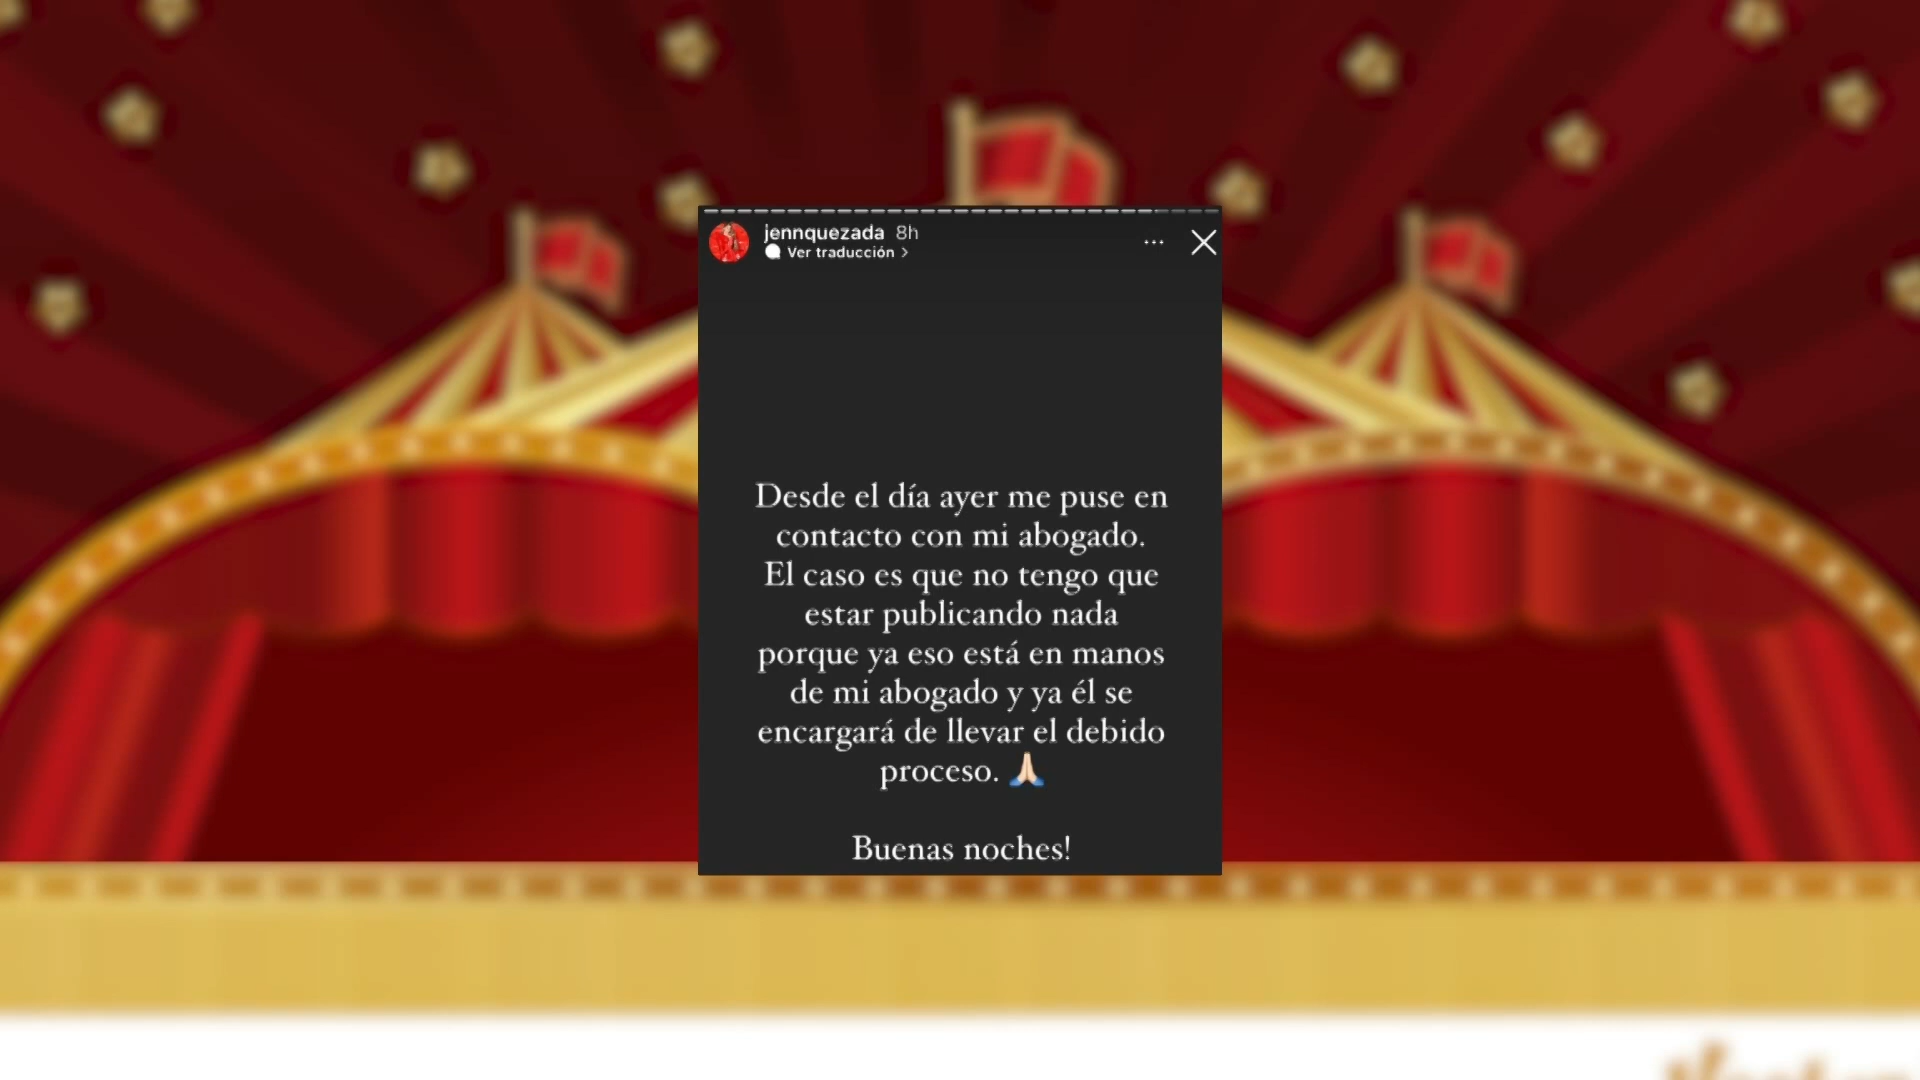 jennquezada 8h
Ver traducción
Desde el día ayer me puse en
contacto con mi abogado.
El caso es que no tengo que
estar publicando nada
porque ya eso está en manos
de mi abogado y ya él se
encargará de llevar el debido
proceso. 🙏🏻
Buenas noches!